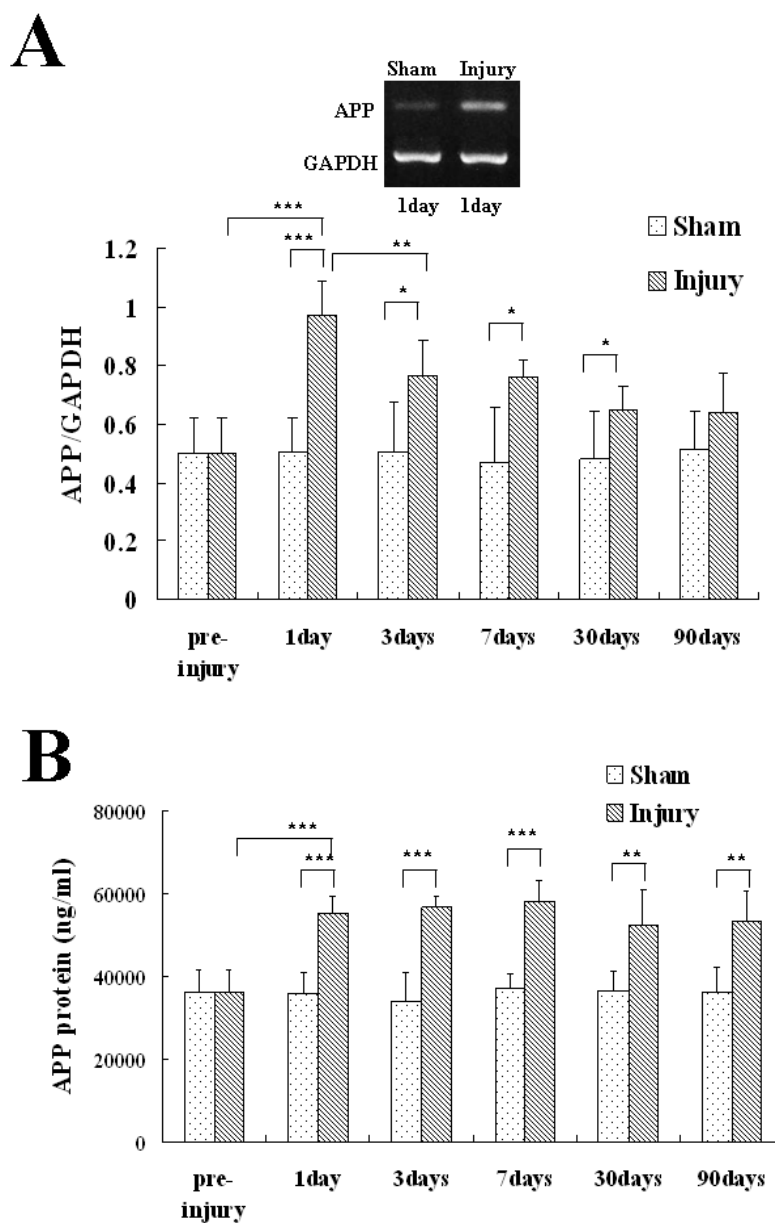 A
Sham Injury
APP
GAPDH
1day 1day
***
***
**
*
*
*
Sham
Injury
1.2
1
0.8
0.6
0.4
0.2
0
APP/GAPDH
pre-injury 1day 3days 7days 30days 90days
B
Sham
Injury
80000
60000
40000
20000
0
APP protein (ng/ml)
***
***
***
***
**
**
pre-injury 1day 3days 7days 30days 90days